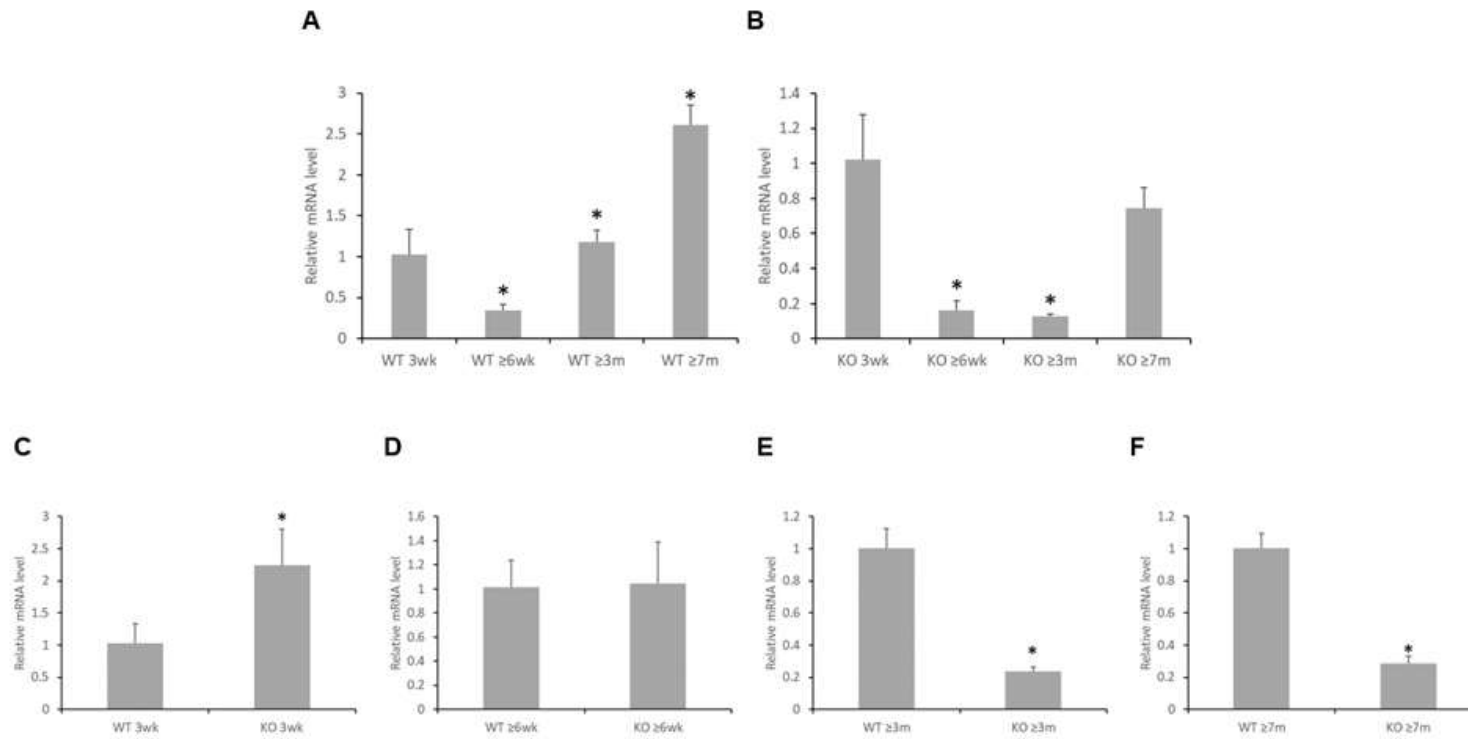 A
B
Relative mRNA level
3
2.5
2
1.5
1
0.5
0
*
*
*
WT 3wk WT ≥6wk WT ≥3m WT ≥7m
Relative mRNA level
1.4
1.2
1
0.8
0.6
0.4
0.2
0
*
*
KO 3wk KO ≥6wk KO ≥3m KO ≥7m
C
D
E
F
Relative mRNA level
3
2.5
2
1.5
1
0.5
0
*
WT 3wk KO 3wk
Relative mRNA level
1.6
1.4
1.2
1
0.8
0.6
0.4
0.2
0
WT ≥6wk KO ≥6wk
Relative mRNA level
1.2
1
0.8
0.6
0.4
0.2
0
*
WT ≥3m KO ≥3m
Relative mRNA level
1.2
1
0.8
0.6
0.4
0.2
0
*
WT ≥7m KO ≥7m